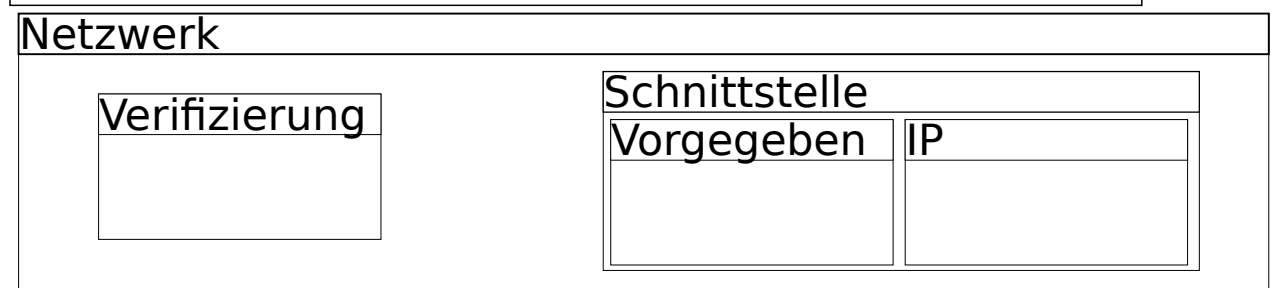 Netzwerk
Verifizierung
Schnittstelle
Vorgegeben
IP